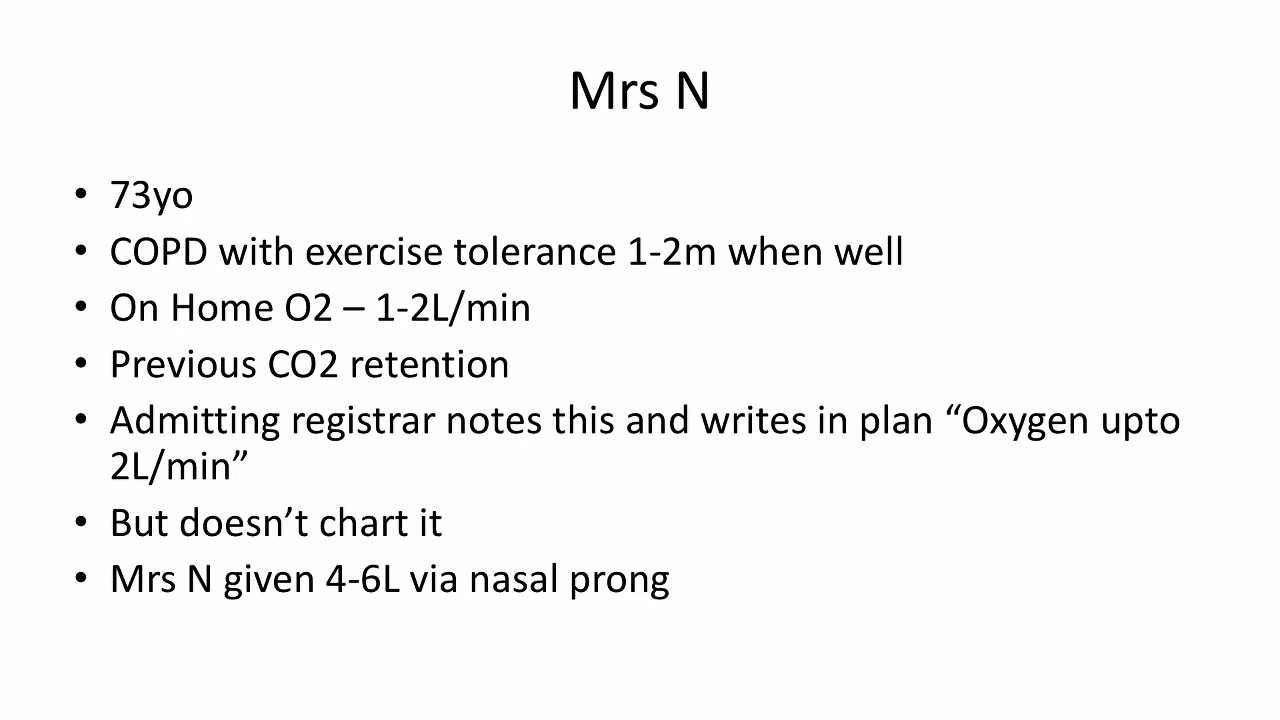 Mrs N
• 73yo
• COPD with exercise tolerance 1-2m when well
• On Home O2 – 1-2L/min
• Previous CO2 retention
• Admitting registrar notes this and writes in plan “Oxygen upto
2L/min”
• But doesn’t chart it
• Mrs N given 4-6L via nasal prong